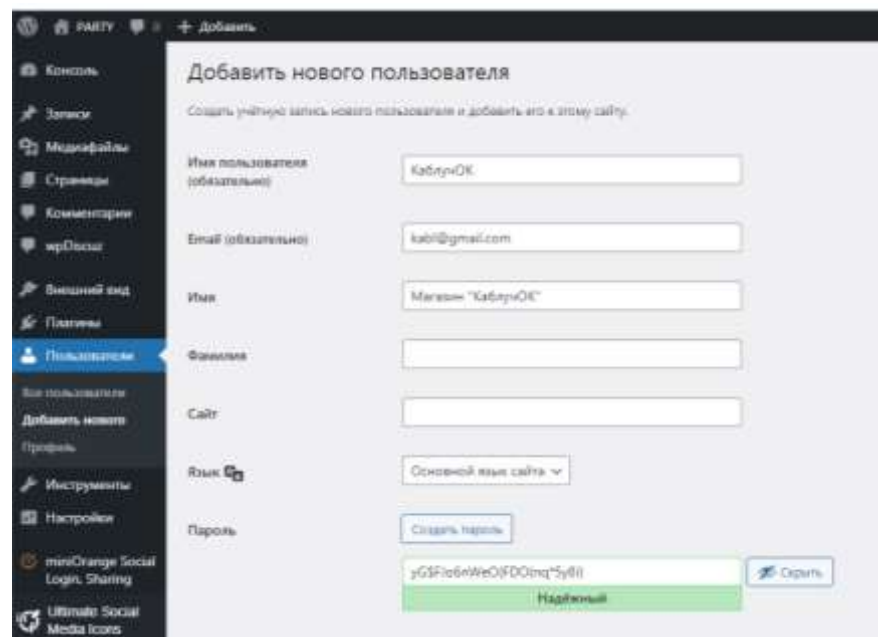 PARTY
+ Добавить
Консоль
Записи
Медиафайлы
Страницы
Комментарии
wpDiscuz
Внешний вид
Плагины
Пользователи
Все пользователи
Добавить нового
Профиль
Инструменты
Настройки
miniOrange Social
Login, Sharing
Ultimate Social
Media Icons
Добавить нового пользователя
Создать учётную запись нового пользователя и добавить его к этому сайту.
Имя пользователя
(обязательно)
КаблучОК
Email (обязательно)
kabl@gmail.com
Имя
Магазин "КаблучОК"
Фамилия
Сайт
Язык
Основной язык сайта
Пароль
Создать пароль
Скрыть
Надёжный